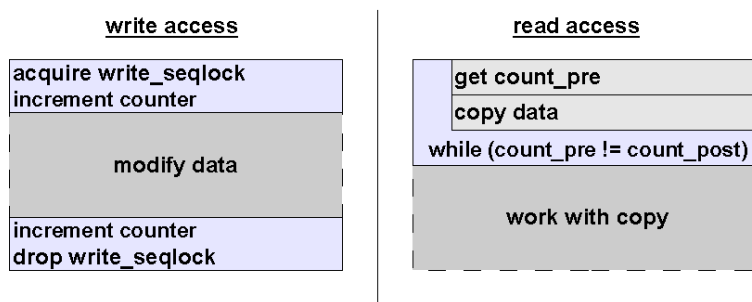 write access
acquire write_seqlock
increment counter
modify data
increment counter
drop write_seqlock
read access
get count_pre
copy data
while (count_pre != count_post)
work with copy